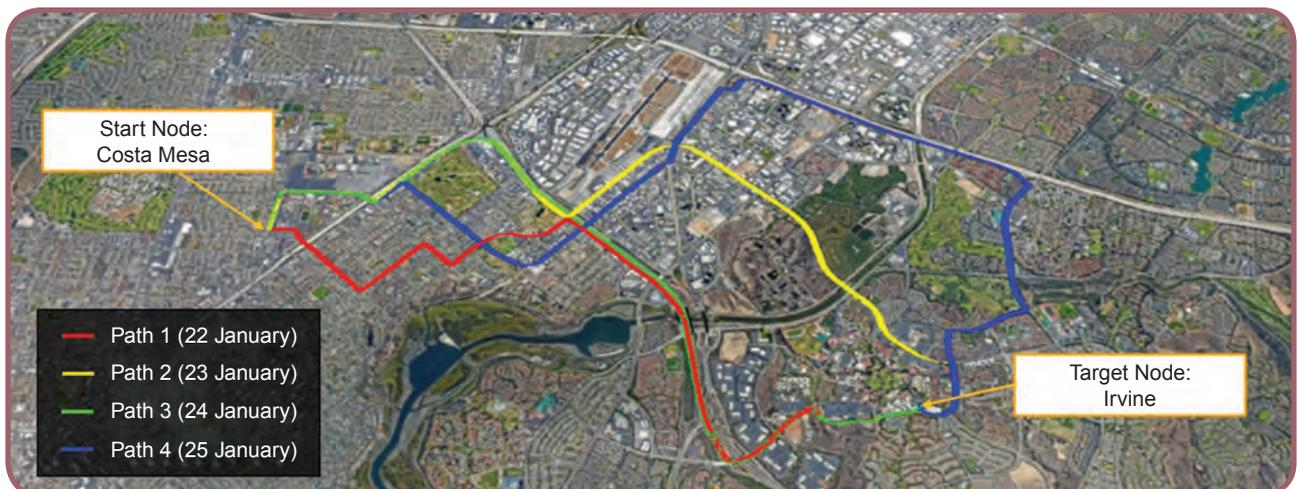 Start Node:
Costa Mesa
Path 1 (22 January)
Path 2 (23 January)
Path 3 (24 January)
Path 4 (25 January)
Target Node:
Irvine